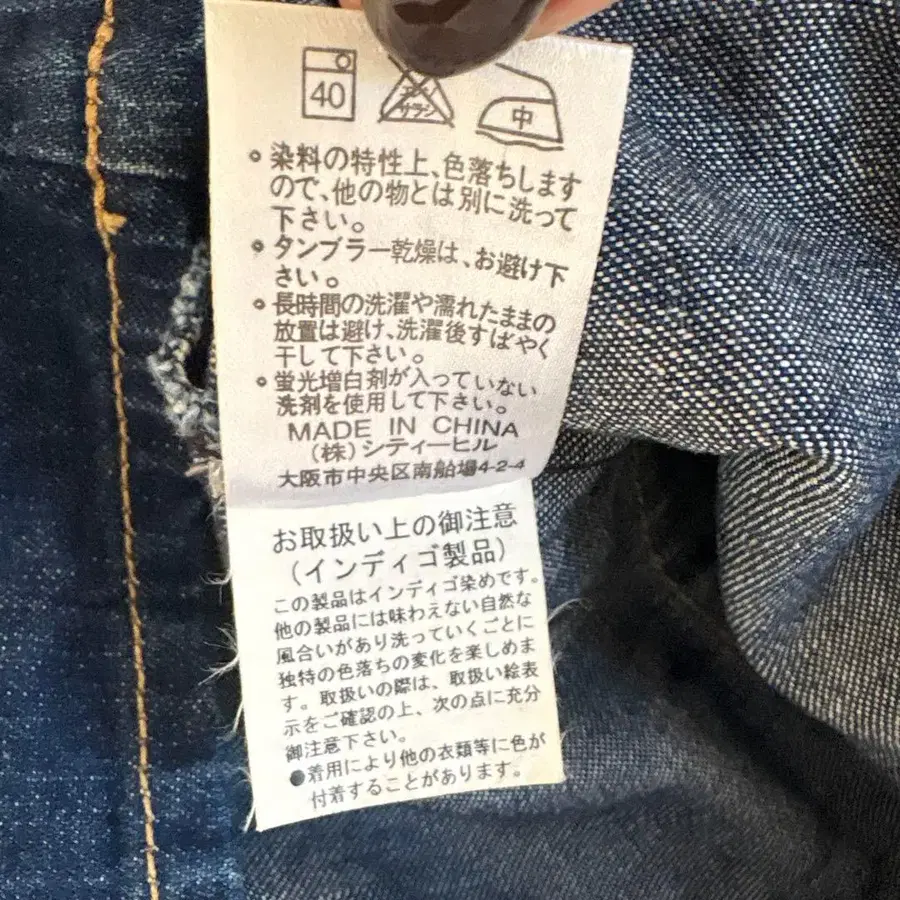 40
エンソ
サラシ
中
◦染料の特性上、色落ちします
ので、他の物とは別に洗って
下さい。
◦タンブラー乾燥は、お避け下
さい。
◦長時間の洗濯や濡れたままの
放置は避け、洗濯後すばやく
干して下さい。
◦蛍光増白剤が入っていない
洗剤を使用して下さい。
MADE IN CHINA
(株)シティーヒル
大阪市中央区南船場4-2-4
お取扱い上の御注意
(インディゴ製品)
この製品はインディゴ染めです。
他の製品には味わえない自然な
風合いがあり洗っていくごとに
独特の色落ちの変化を楽しめま
す。取扱いの際は、取扱い絵表
示をご確認の上、次の点に充分
御注意下さい。
●着用により他の衣類等に色が
付着することがあります。